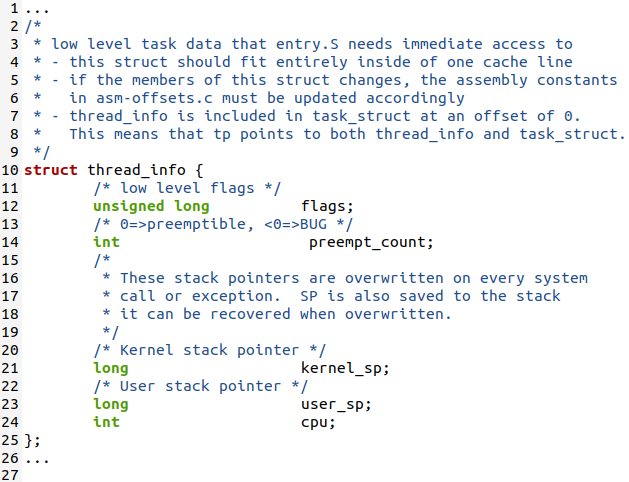 1 ...
2 /*
3  * low level task data that entry.S needs immediate access to
4  * - this struct should fit entirely inside of one cache line
5  * - if the members of this struct changes, the assembly constants
6  *   in asm-offsets.c must be updated accordingly
7  * - thread_info is included in task_struct at an offset of 0.
8  *   This means that tp points to both thread_info and task_struct.
9  */
10 struct thread_info {
11         /* low level flags */
12         unsigned long          flags;
13         /* 0=>preemptible, <0=>BUG */
14         int                     preempt_count;
15         /*
16          * These stack pointers are overwritten on every system
17          * call or exception.  SP is also saved to the stack
18          * it can be recovered when overwritten.
19          */
20         /* Kernel stack pointer */
21         long                   kernel_sp;
22         /* User stack pointer */
23         long                   user_sp;
24         int                    cpu;
25 };
26 ...
27